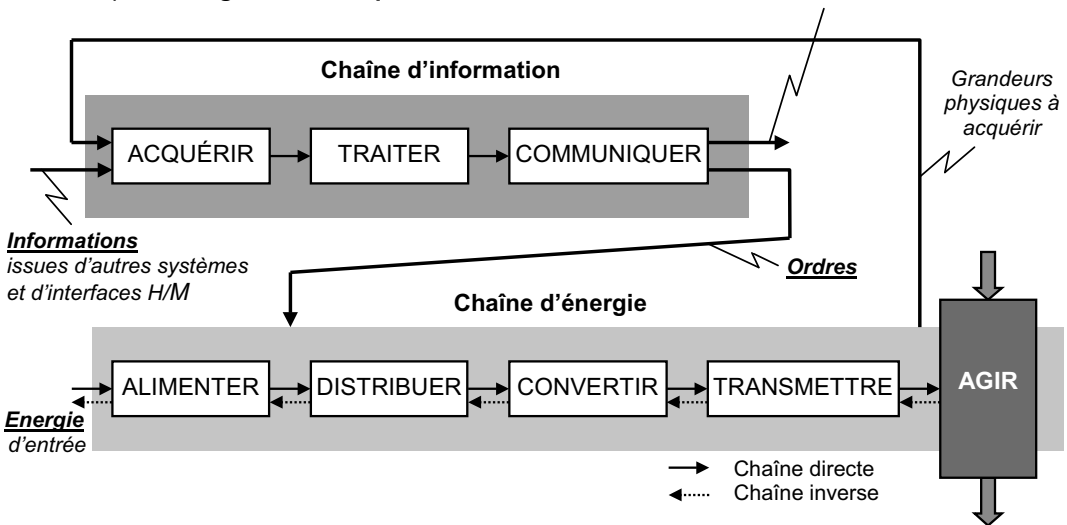 Chaîne d'information
Grandeurs
physiques à
acquérir
ACQUÉRIR
TRAITER
COMMUNIQUER
Informations
issues d'autres systèmes
et d'interfaces H/M
Ordres
Chaîne d'énergie
ALIMENTER
DISTRIBUER
CONVERTIR
TRANSMETTRE
AGIR
Energie
d'entrée
Chaîne directe
Chaîne inverse